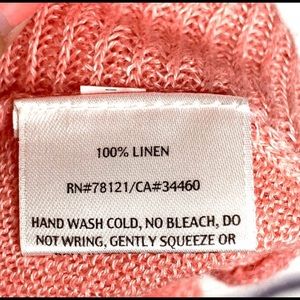 100% LINEN
RN#78121/CA#34460
HAND WASH COLD, NO BLEACH, DO
NOT WRING, GENTLY SQUEEZE OR